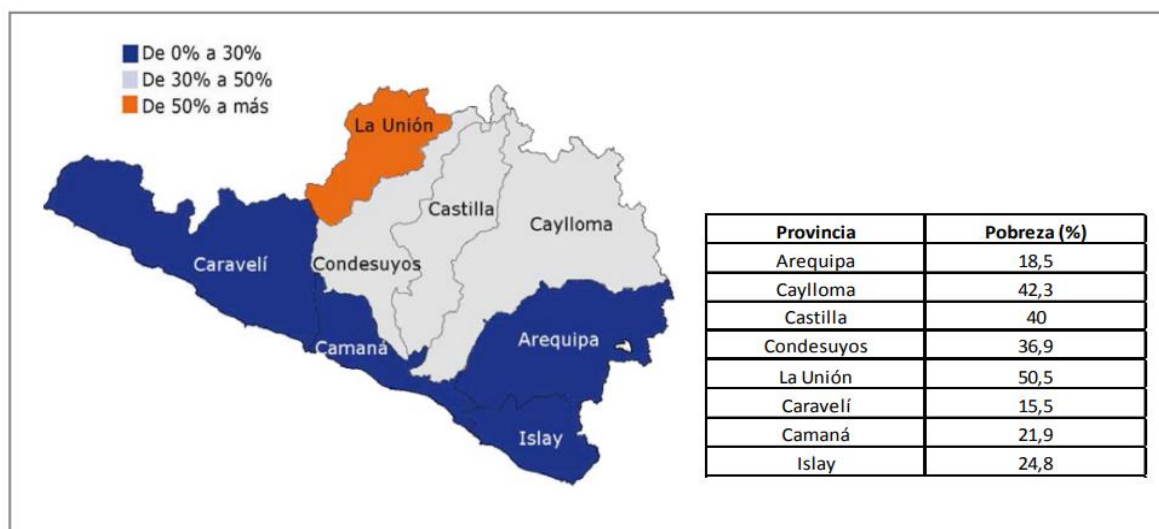 De 0% a 30%
De 30% a 50%
De 50% a más
La Unión
Castilla
Caylloma
Caravelí
Condesuyos
Camaná
Arequipa
Islay
Provincia Pobreza (%)
Arequipa 18,5
Caylloma 42,3
Castilla 40
Condesuyos 36,9
La Unión 50,5
Caravelí 15,5
Camaná 21,9
Islay 24,8